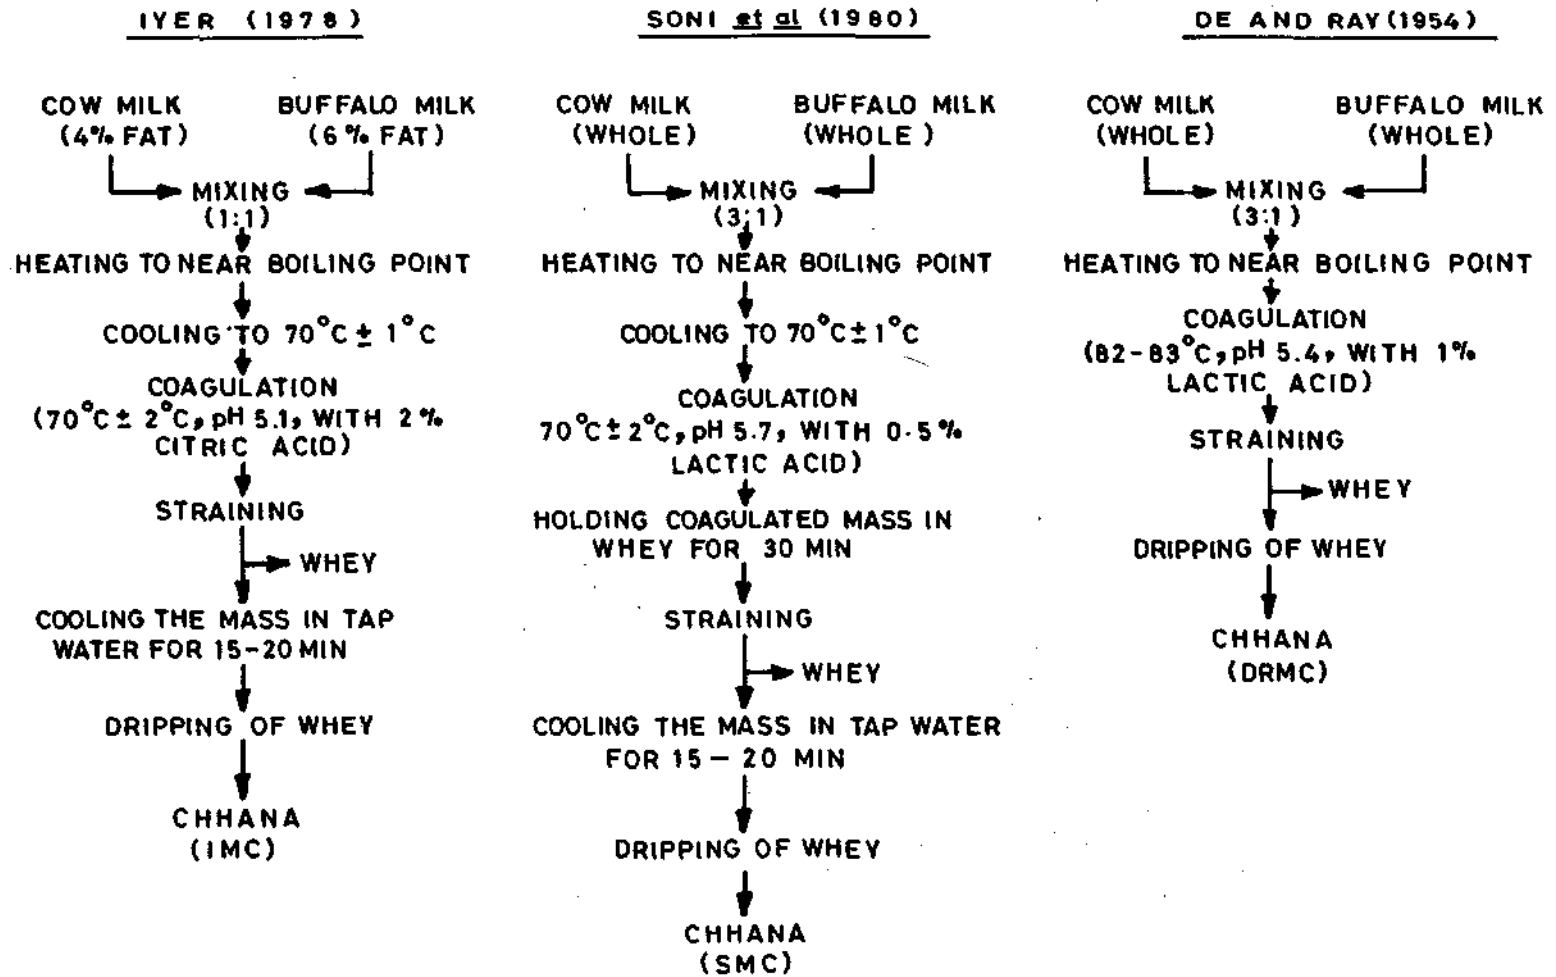 IYER (1978)
COW MILK
(4% FAT)
BUFFALO MILK
(6% FAT)
MIXING
(1:1)
HEATING TO NEAR BOILING POINT
COOLING TO 70°C ± 1°C
COAGULATION
(70°C ± 2°C, pH 5.1, WITH 2%
CITRIC ACID)
STRAINING
WHEY
COOLING THE MASS IN TAP
WATER FOR 15-20 MIN
DRIPPING OF WHEY
CHHANA
(IMC)
SONI et al (1980)
COW MILK
(WHOLE)
BUFFALO MILK
(WHOLE)
MIXING
(3:1)
HEATING TO NEAR BOILING POINT
COOLING TO 70°C ± 1°C
COAGULATION
70°C ± 2°C, pH 5.7, WITH 0.5%
LACTIC ACID)
HOLDING COAGULATED MASS IN
WHEY FOR 30 MIN
STRAINING
WHEY
COOLING THE MASS IN TAP WATER
FOR 15 - 20 MIN
DRIPPING OF WHEY
CHHANA
(SMC)
DE AND RAY (1954)
COW MILK
(WHOLE)
BUFFALO MILK
(WHOLE)
MIXING
(3:1)
HEATING TO NEAR BOILING POINT
COAGULATION
(82-83°C, pH 5.4, WITH 1%
LACTIC ACID)
STRAINING
WHEY
DRIPPING OF WHEY
CHHANA
(DRMC)